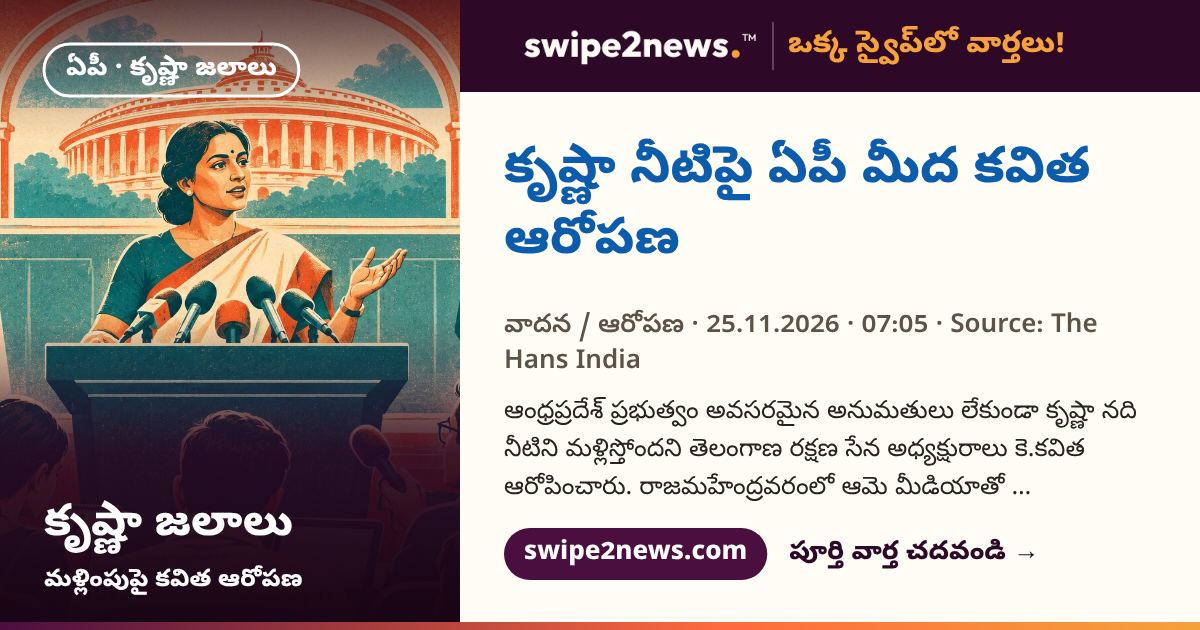 ఏపీ · కృష్ణా జలాలు
కృష్ణా జలాలు
మళ్లింపుపై కవిత ఆరోపణ
swipe2news.™
ఒక్క స్వైప్‌లో వార్తలు!
కృష్ణా నీటిపై ఏపీ మీద కవిత
ఆరోపణ
వాదన / ఆరోపణ · 25.11.2026 · 07:05 · Source: The
Hans India
ఆంధ్రప్రదేశ్ ప్రభుత్వం అవసరమైన అనుమతులు లేకుండా కృష్ణా నది
నీటిని మళ్లిస్తోందని తెలంగాణ రక్షణ సేన అధ్యక్షురాలు కె.కవిత
ఆరోపించారు. రాజమహేంద్రవరంలో ఆమె మీడియాతో ...
swipe2news.com
పూర్తి వార్త చదవండి →